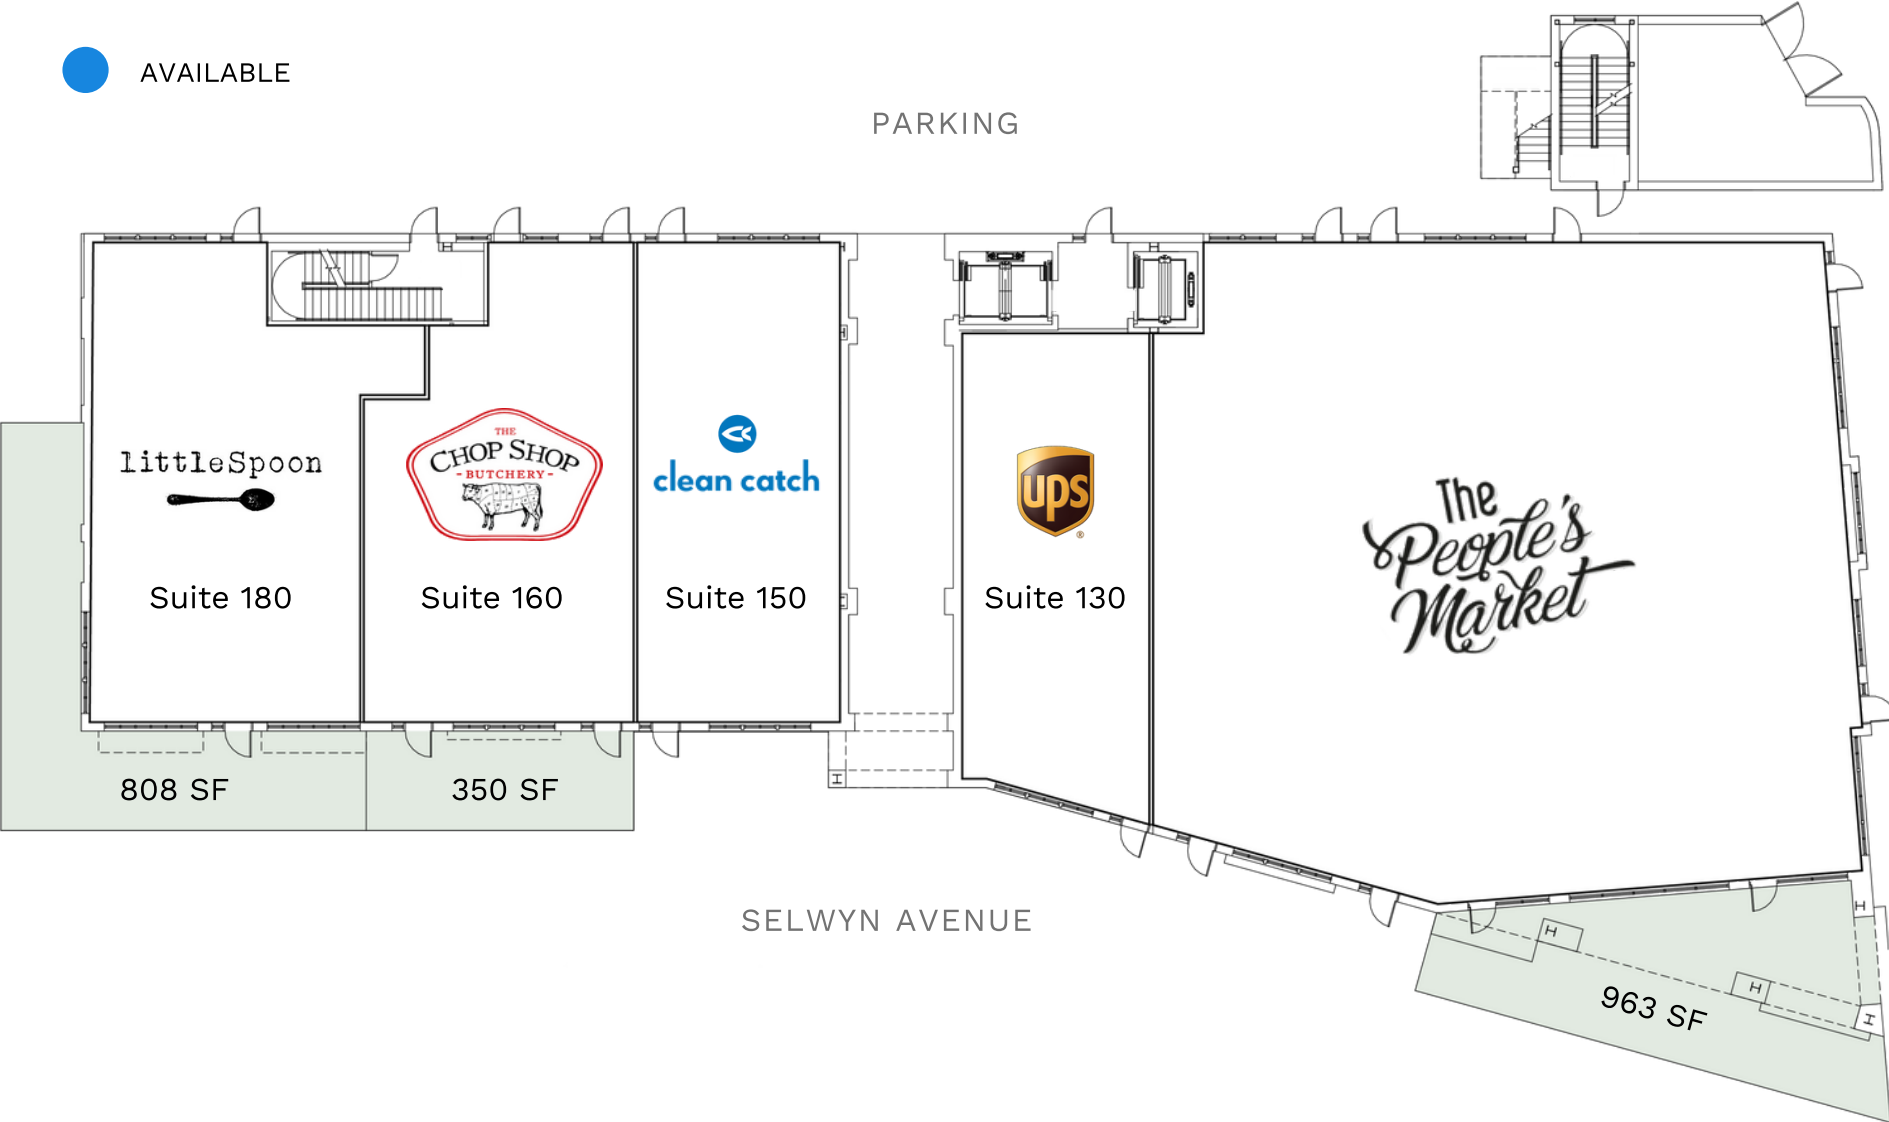 AVAILABLE
PARKING
littleSpoon
THE
CHOP SHOP
-BUTCHERY-
clean catch
ups
®
The
People's
Market
Suite 180
Suite 160
Suite 150
Suite 130
808 SF
350 SF
SELWYN AVENUE
H
H
H
H
H
963 SF